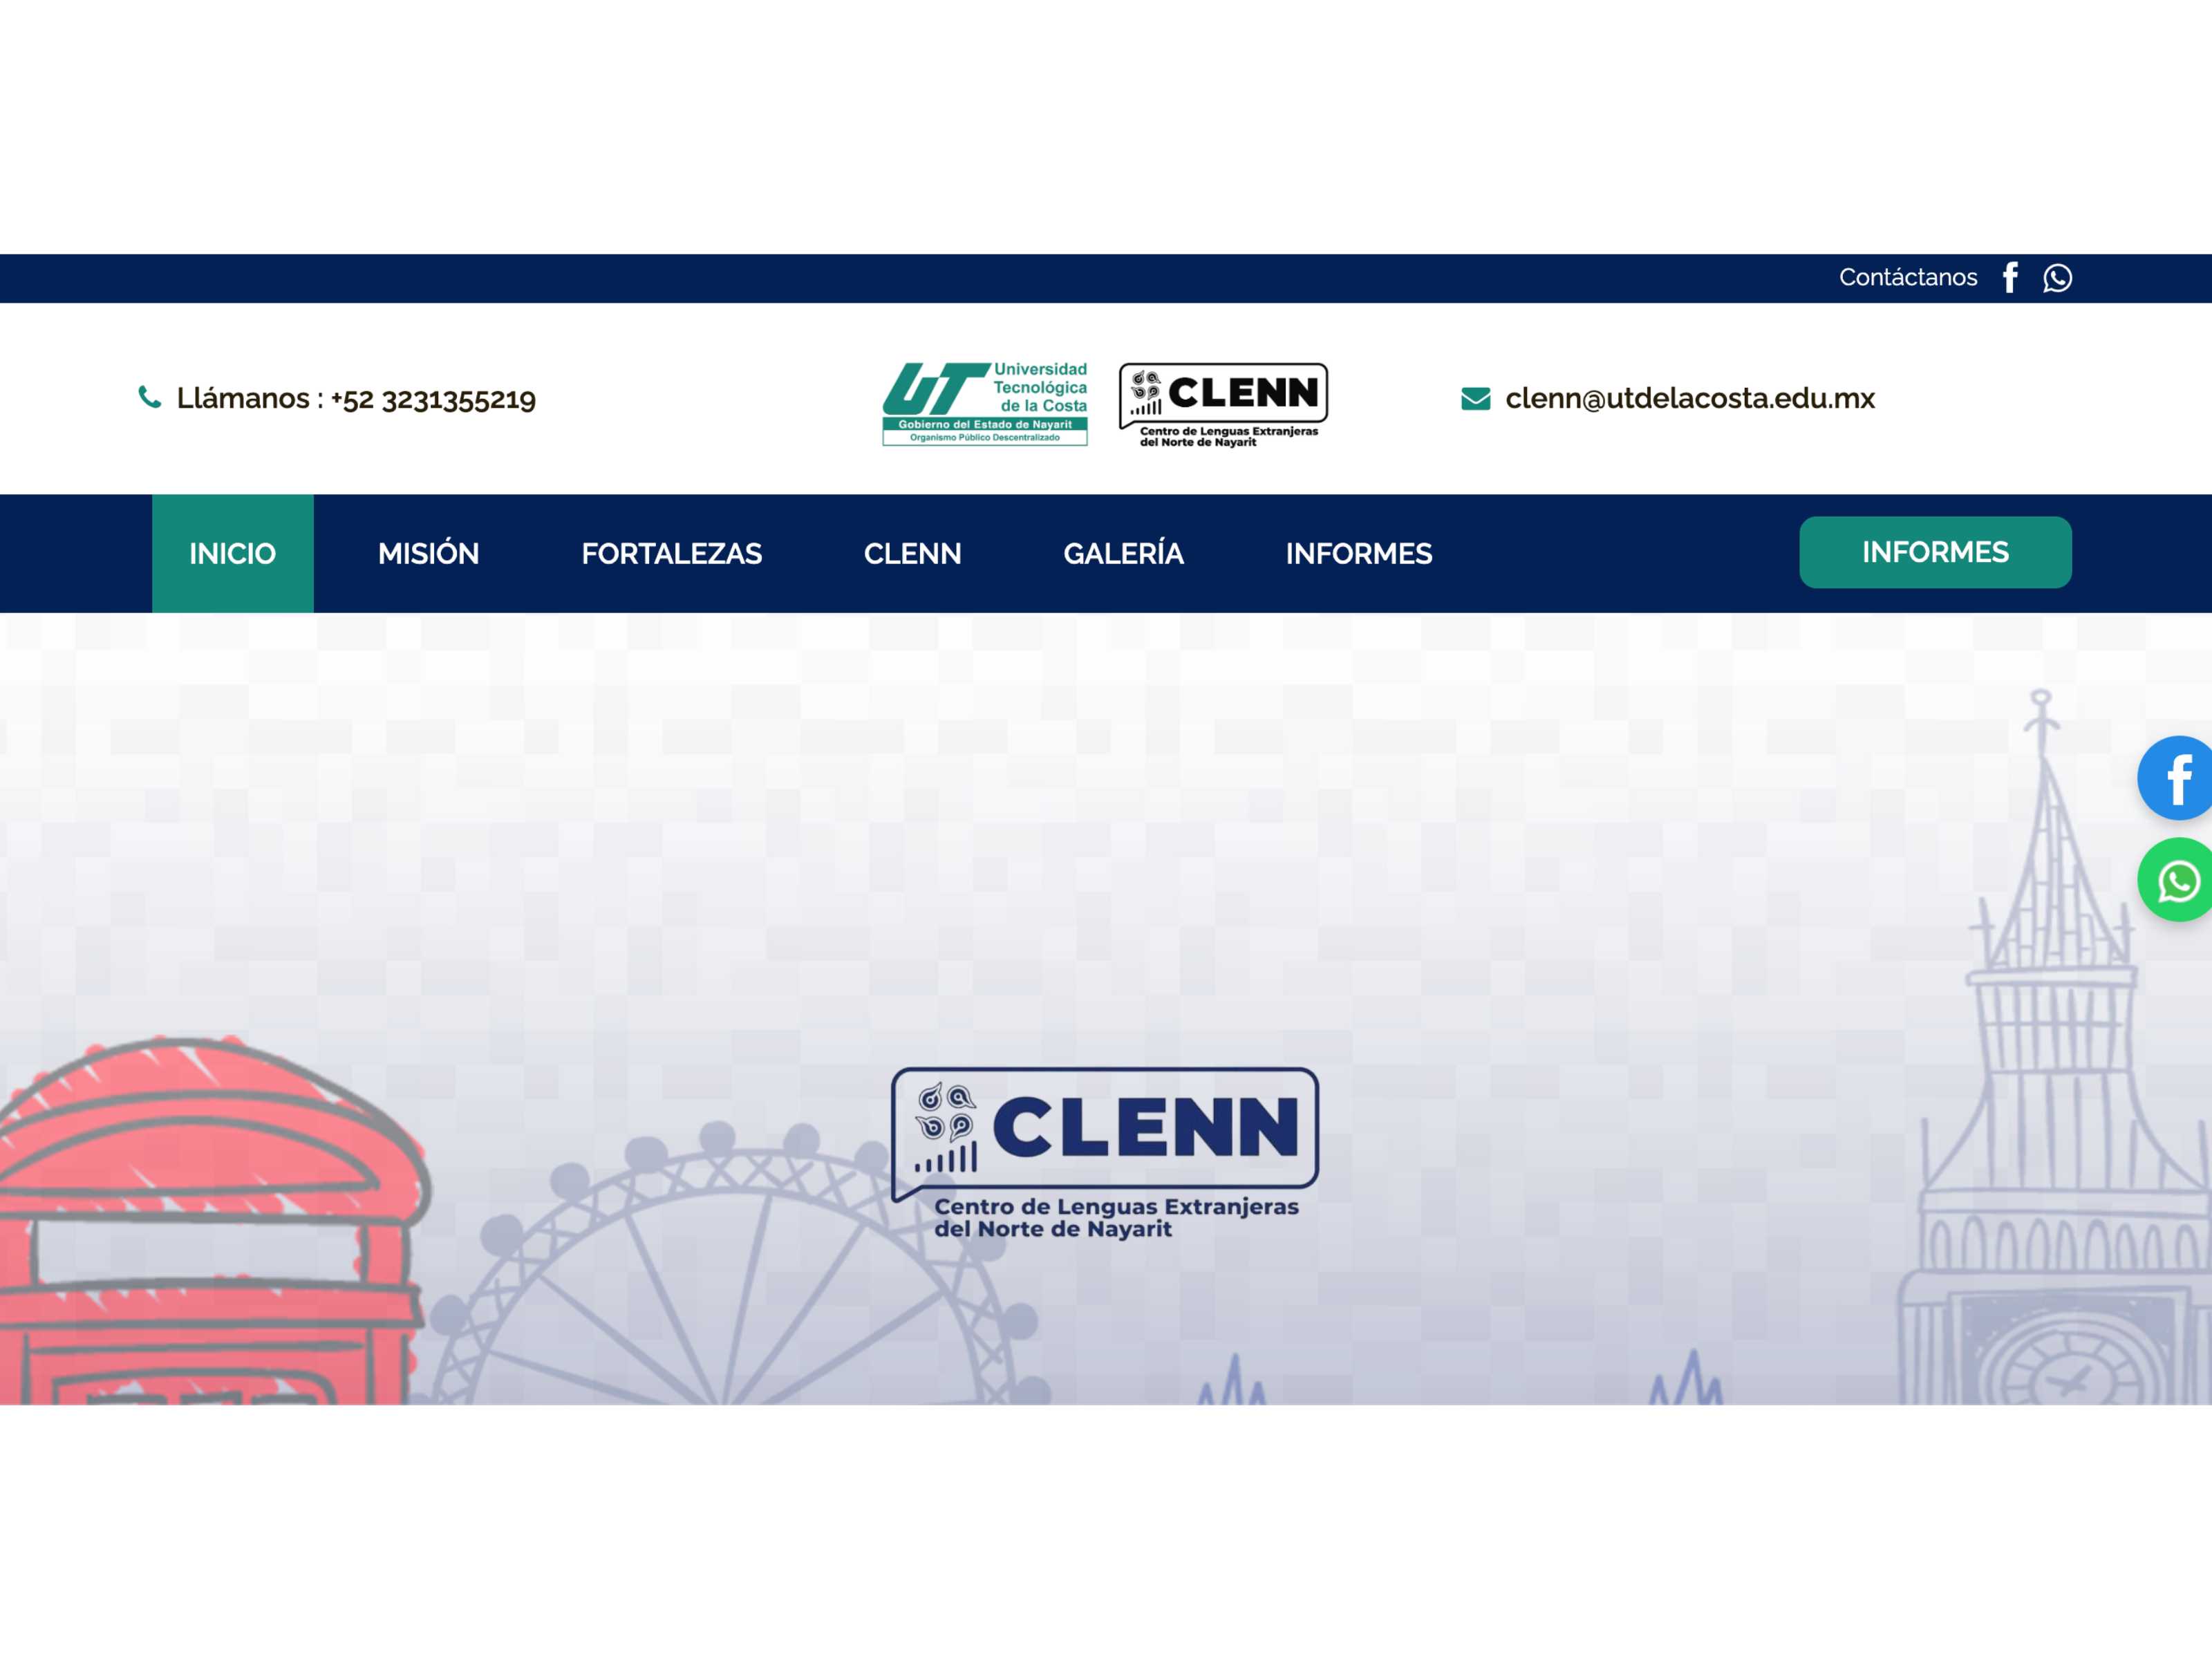 Contáctanos
Llámanos : +52 3231355219
UT
Universidad
Tecnológica
de la Costa
Gobierno del Estado de Nayarit
Organismo Público Descentralizado
CLENN
Centro de Lenguas Extranjeras
del Norte de Nayarit
clenn@utdelacosta.edu.mx
INICIO
MISIÓN
FORTALEZAS
CLENN
GALERÍA
INFORMES
INFORMES
CLENN
Centro de Lenguas Extranjeras
del Norte de Nayarit